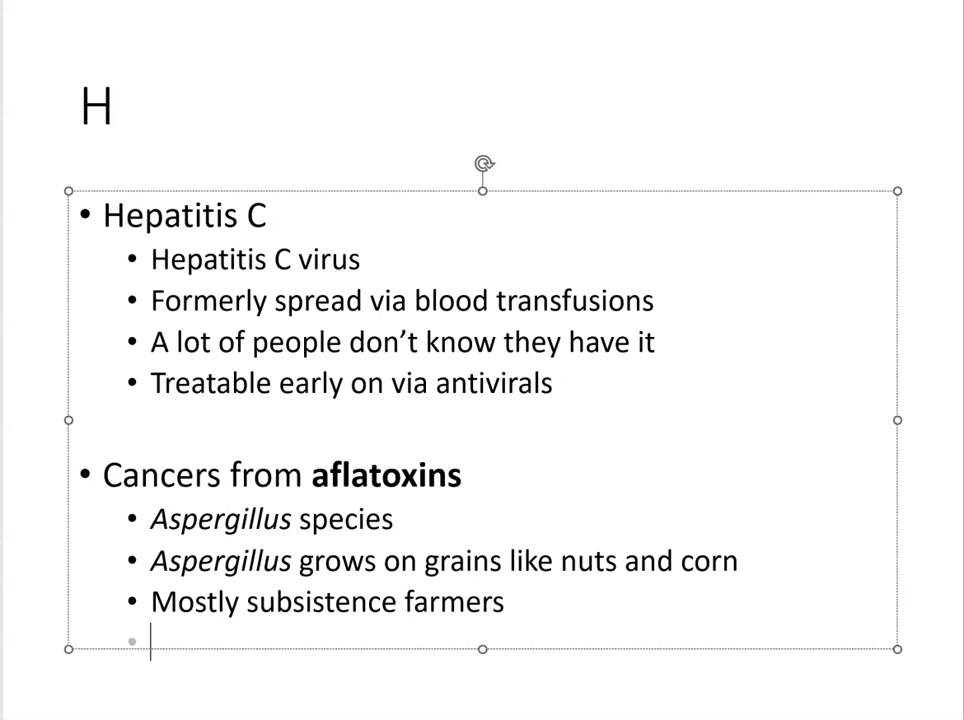 H
• Hepatitis C
• Hepatitis C virus
• Formerly spread via blood transfusions
• A lot of people don’t know they have it
• Treatable early on via antivirals
• Cancers from aflatoxins
• Aspergillus species
• Aspergillus grows on grains like nuts and corn
• Mostly subsistence farmers